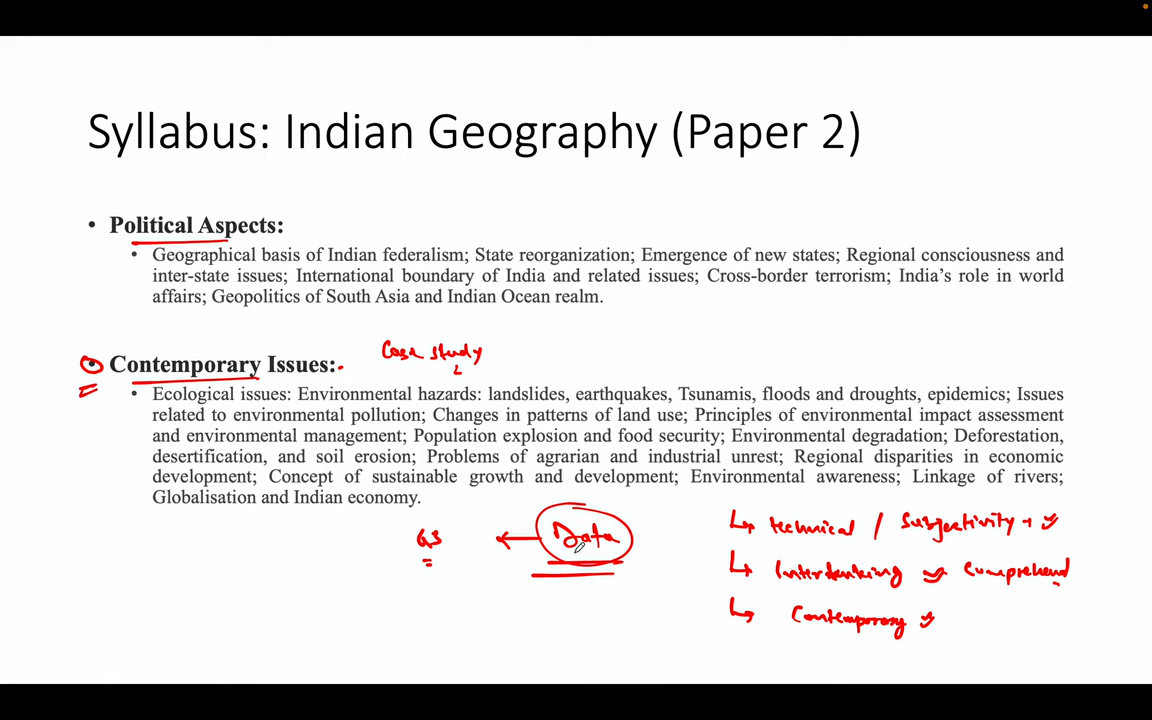 Syllabus: Indian Geography (Paper 2)
• Political Aspects:
• Geographical basis of Indian federalism; State reorganization; Emergence of new states; Regional consciousness and
inter-state issues; International boundary of India and related issues; Cross-border terrorism; India's role in world
affairs; Geopolitics of South Asia and Indian Ocean realm.
Case study
• Contemporary Issues:
• Ecological issues: Environmental hazards: landslides, earthquakes, Tsunamis, floods and droughts, epidemics; Issues
related to environmental pollution; Changes in patterns of land use; Principles of environmental impact assessment
and environmental management; Population explosion and food security; Environmental degradation; Deforestation,
desertification, and soil erosion; Problems of agrarian and industrial unrest; Regional disparities in economic
development; Concept of sustainable growth and development; Environmental awareness; Linkage of rivers;
Globalisation and Indian economy.
GS ← Data
technical / Subjectivity
Interlinking Comprehend
Contemporary